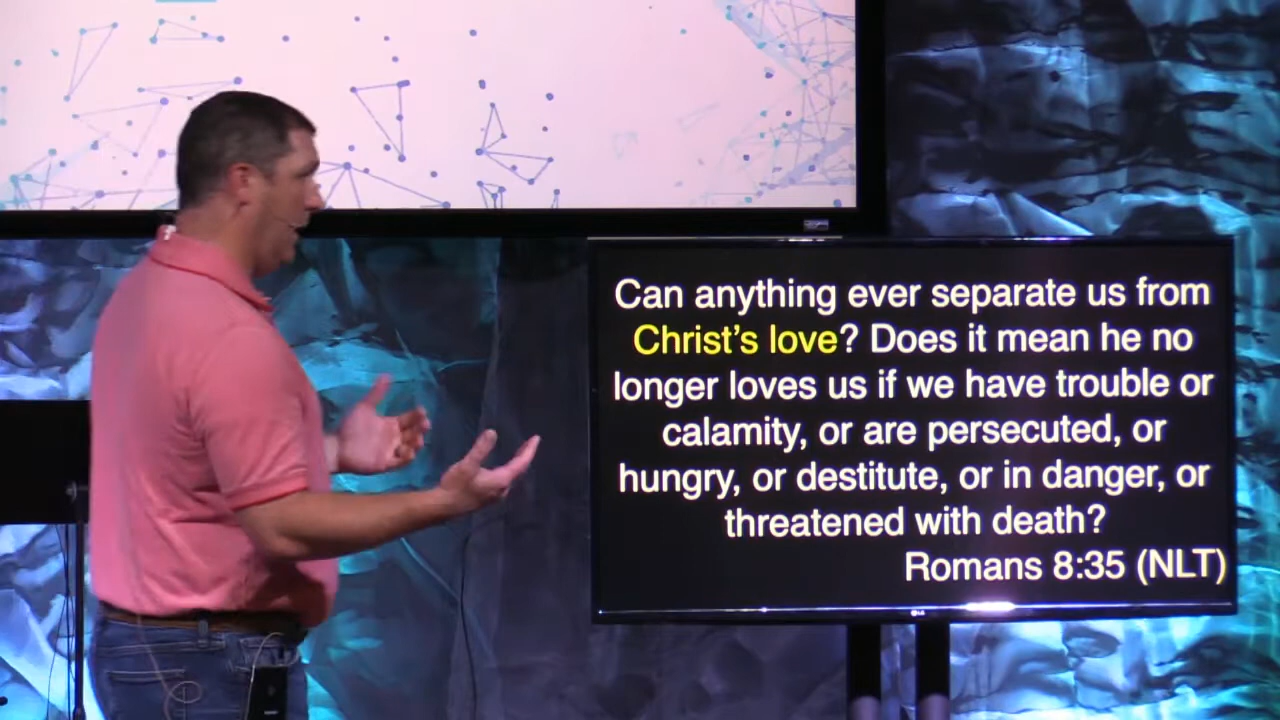 Can anything ever separate us from
Christ's love? Does it mean he no
longer loves us if we have trouble or
calamity, or are persecuted, or
hungry, or destitute, or in danger, or
threatened with death?
Romans 8:35 (NLT)